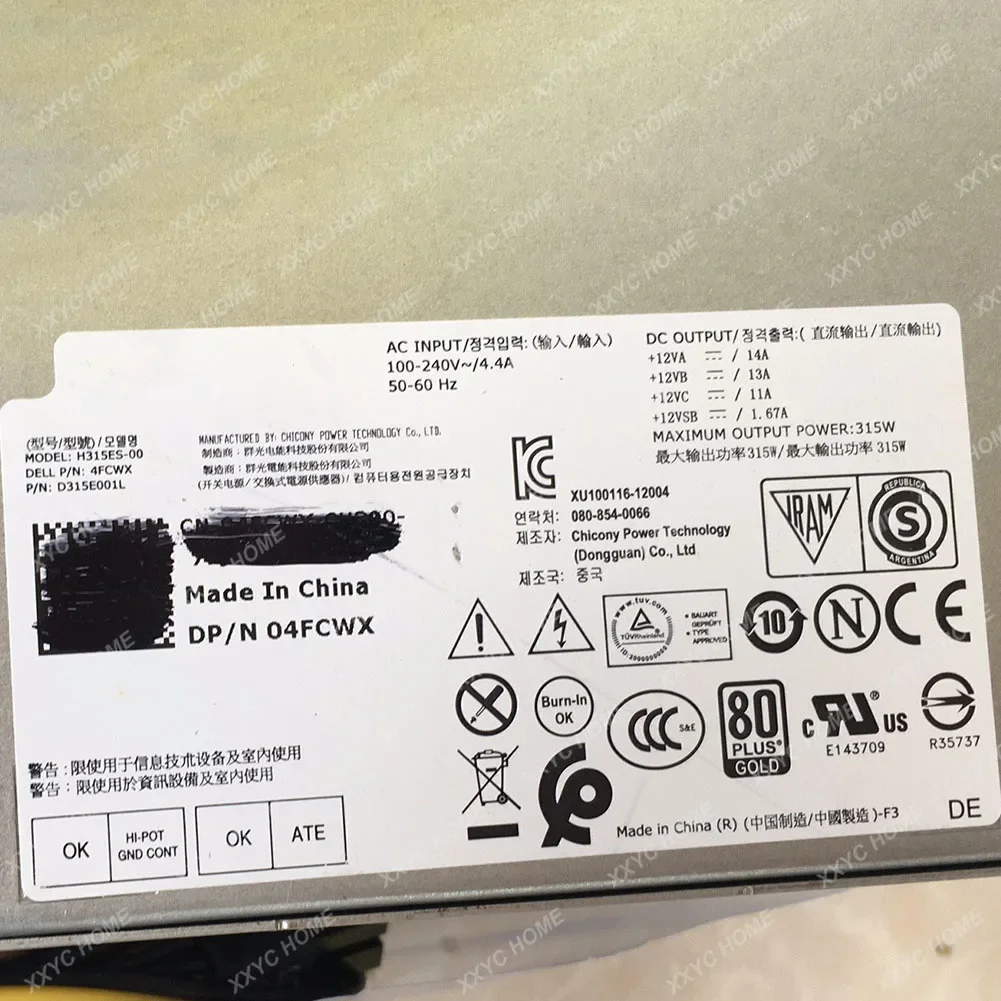 AC INPUT/정격입력: (输入/輸入)
100-240V~/4.4A
50-60 Hz
DC OUTPUT/정격출력:( 直流输出/直流輸出)
+12VA ⎓ / 14A
+12VB ⎓ / 13A
+12VC ⎓ / 11A
+12VSB ⎓ / 1.67A
MAXIMUM OUTPUT POWER:315W
最大输出功率315W/最大輸出功率 315W
(型号/型號)/모델명
MODEL: H315ES-00
DELL P/N: 4FCWX
P/N: D315E001L
MANUFACTURED BY: CHICONY POWER TECHNOLOGY Co., LTD.
制造商：群光电能科技股份有限公司
製造商：群光電能科技股份有限公司
(开关电源/交換式電源供應器)/컴퓨터용전원공급장치
Made In China
DP/N 04FCWX
XU100116-12004
연락처: 080-854-0066
제조자: Chicony Power Technology
(Dongguan) Co., Ltd
제조국: 中국
IRAM
REPUBLICA
S
ARGENTINA
www.tuv.com
TÜVRheinland
• BAUART
GEPRÜFT
• TYPE
APPROVED
10
N
CE
Burn-In
OK
CCC S&E
80
PLUS®
GOLD
c RU® US
E143709
R35737
警告:限使用于信息技术设备及室內使用
警告:限使用於資訊設備及室內使用
OK
HI-POT
GND CONT
OK
ATE
Made in China (R) (中国制造/中國製造)-F3
DE
XXYC HOME